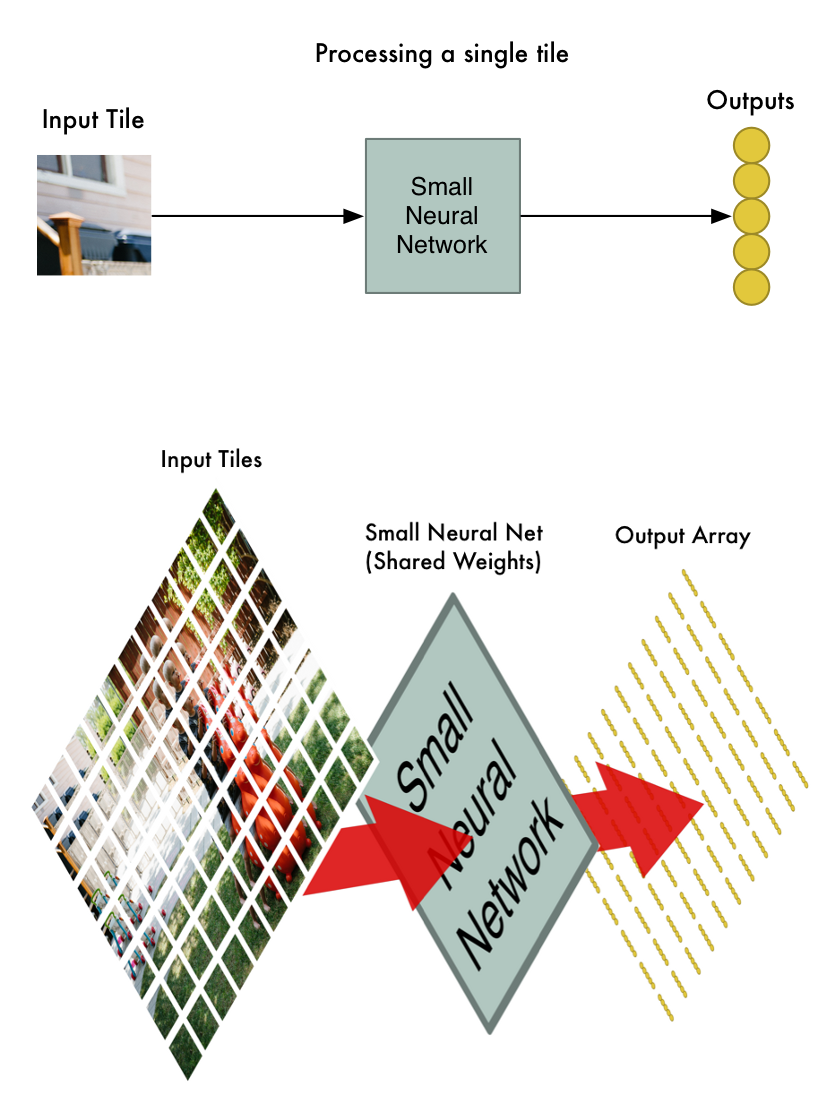 Processing a single tile
Input Tile
Outputs
Small
Neural
Network
Input Tiles
Small Neural Net
(Shared Weights)
Output Array
Small
Neural
Network